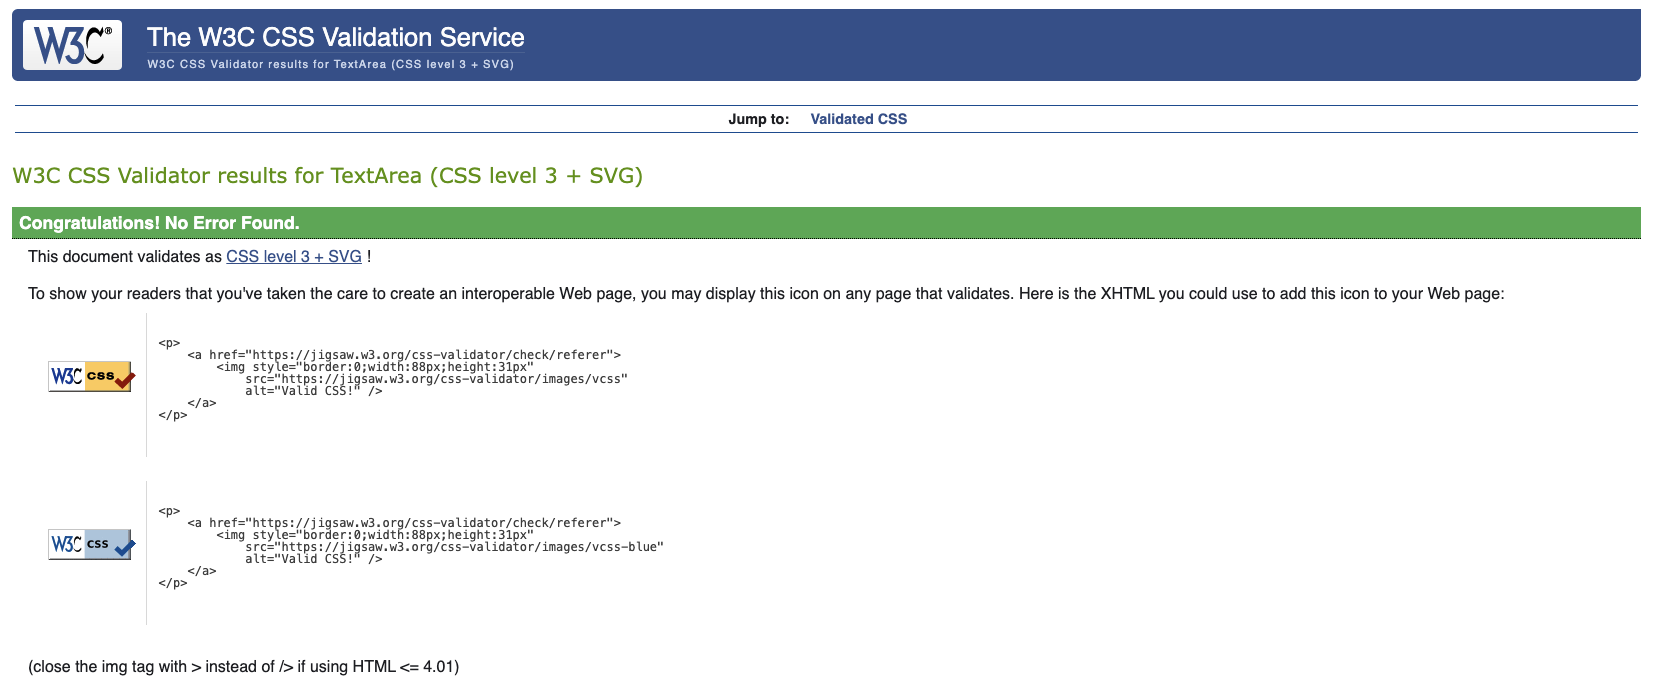 W3C®
The W3C CSS Validation Service
W3C CSS Validator results for TextArea (CSS level 3 + SVG)
Jump to: Validated CSS
W3C CSS Validator results for TextArea (CSS level 3 + SVG)
Congratulations! No Error Found.
This document validates as CSS level 3 + SVG !
To show your readers that you've taken the care to create an interoperable Web page, you may display this icon on any page that validates. Here is the XHTML you could use to add this icon to your Web page:
W3C css
<p>
    <a href="https://jigsaw.w3.org/css-validator/check/referer">
        <img style="border:0;width:88px;height:31px"
            src="https://jigsaw.w3.org/css-validator/images/vcss"
            alt="Valid CSS!" />
    </a>
</p>
W3C css
<p>
    <a href="https://jigsaw.w3.org/css-validator/check/referer">
        <img style="border:0;width:88px;height:31px"
            src="https://jigsaw.w3.org/css-validator/images/vcss-blue"
            alt="Valid CSS!" />
    </a>
</p>
(close the img tag with > instead of /> if using HTML <= 4.01)